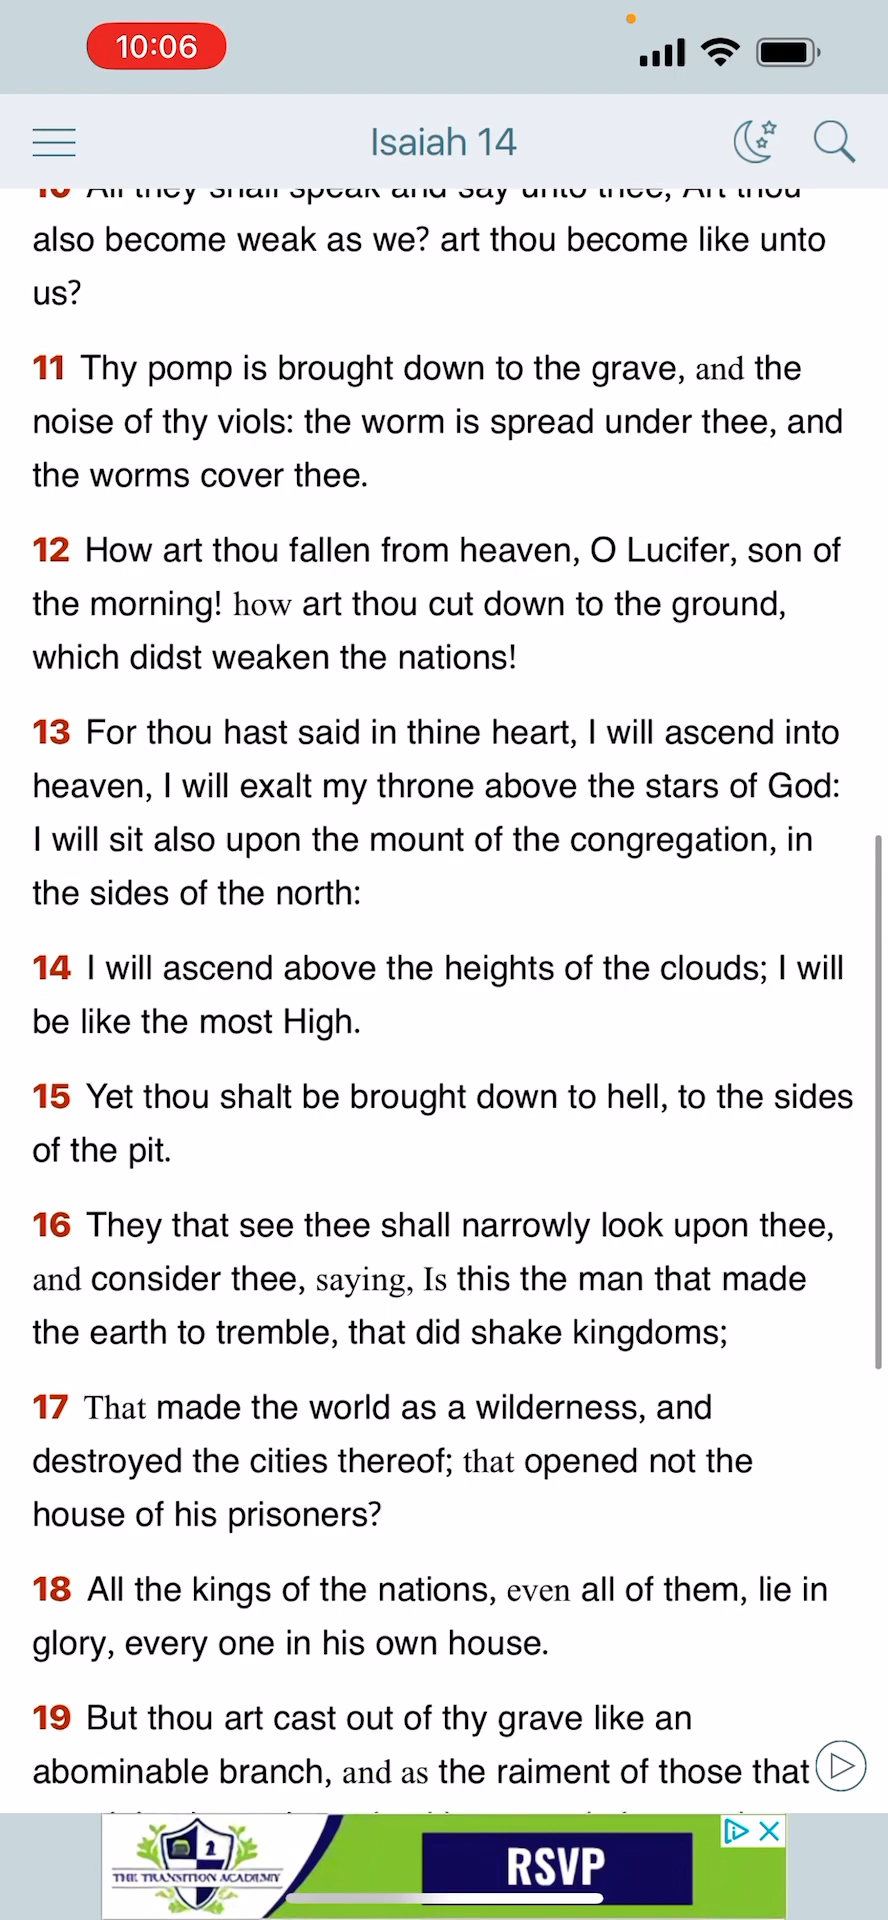 10:06
Isaiah 14
10 All they shall speak and say unto thee, Art thou
also become weak as we? art thou become like unto
us?
11 Thy pomp is brought down to the grave, and the
noise of thy viols: the worm is spread under thee, and
the worms cover thee.
12 How art thou fallen from heaven, O Lucifer, son of
the morning! how art thou cut down to the ground,
which didst weaken the nations!
13 For thou hast said in thine heart, I will ascend into
heaven, I will exalt my throne above the stars of God:
I will sit also upon the mount of the congregation, in
the sides of the north:
14 I will ascend above the heights of the clouds; I will
be like the most High.
15 Yet thou shalt be brought down to hell, to the sides
of the pit.
16 They that see thee shall narrowly look upon thee,
and consider thee, saying, Is this the man that made
the earth to tremble, that did shake kingdoms;
17 That made the world as a wilderness, and
destroyed the cities thereof; that opened not the
house of his prisoners?
18 All the kings of the nations, even all of them, lie in
glory, every one in his own house.
19 But thou art cast out of thy grave like an
abominable branch, and as the raiment of those that
THE TRANSITION ACADEMY
RSVP